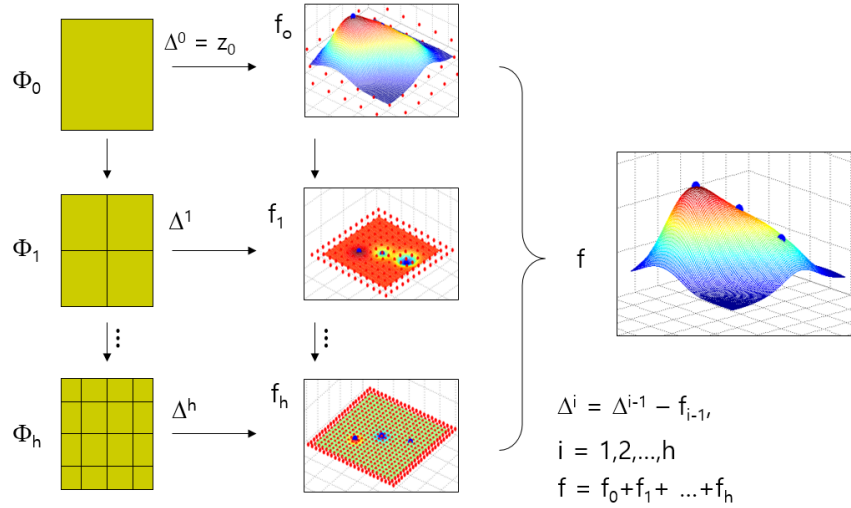 Φ₀
Δ⁰ = z₀
fₒ
Φ₁
Δ¹
f₁
f
Φₕ
Δʰ
fₕ
Δⁱ = Δⁱ⁻¹ – fᵢ₋₁,
i = 1,2,...,h
f = f₀+f₁+ ...+fₕ